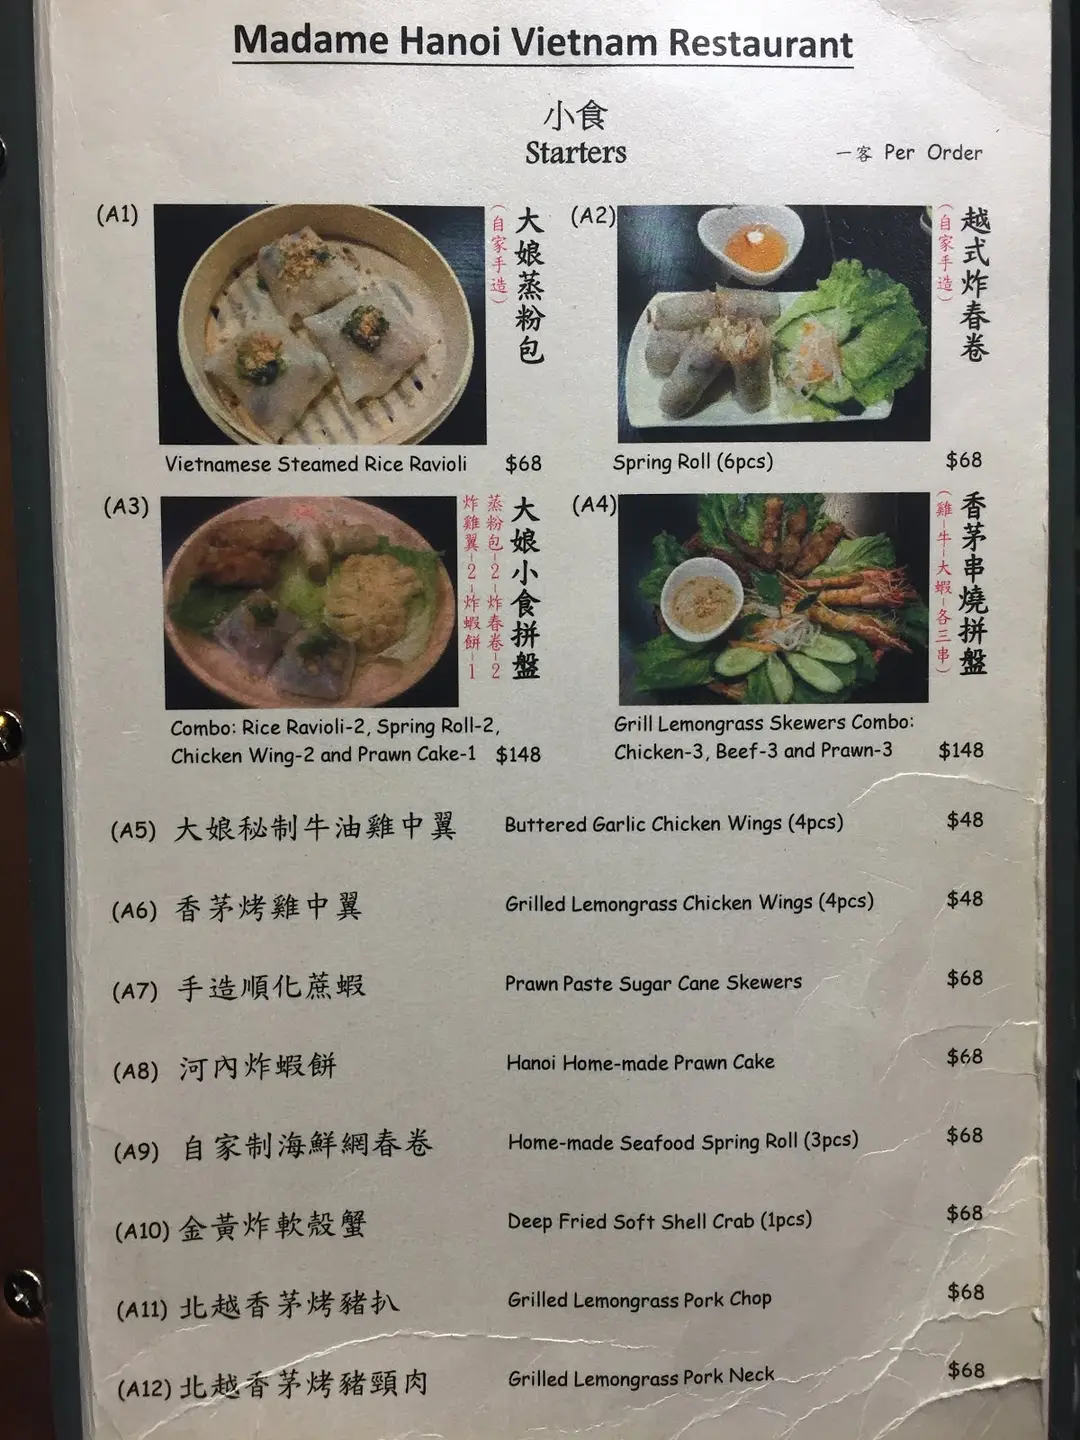 Madame Hanoi Vietnam Restaurant
小食
Starters
一客 Per Order
(A1)
大娘蒸粉包
(自家手造)
Vietnamese Steamed Rice Ravioli $68
(A2)
越式炸春卷
(自家手造)
Spring Roll (6pcs) $68
(A3)
大娘小食拼盤
蒸粉包-2-炸春卷-2
炸雞翼-2-炸蝦餅-1
Combo: Rice Ravioli-2, Spring Roll-2,
Chicken Wing-2 and Prawn Cake-1 $148
(A4)
香茅串燒拼盤
(雞-牛-大蝦-各三串)
Grill Lemongrass Skewers Combo:
Chicken-3, Beef-3 and Prawn-3 $148
(A5) 大娘秘制牛油雞中翼 Buttered Garlic Chicken Wings (4pcs) $48
(A6) 香茅烤雞中翼 Grilled Lemongrass Chicken Wings (4pcs) $48
(A7) 手造順化蔗蝦 Prawn Paste Sugar Cane Skewers $68
(A8) 河內炸蝦餅 Hanoi Home-made Prawn Cake $68
(A9) 自家制海鮮網春卷 Home-made Seafood Spring Roll (3pcs) $68
(A10) 金黃炸軟殼蟹 Deep Fried Soft Shell Crab (1pcs) $68
(A11) 北越香茅烤豬扒 Grilled Lemongrass Pork Chop $68
(A12) 北越香茅烤豬頸肉 Grilled Lemongrass Pork Neck $68